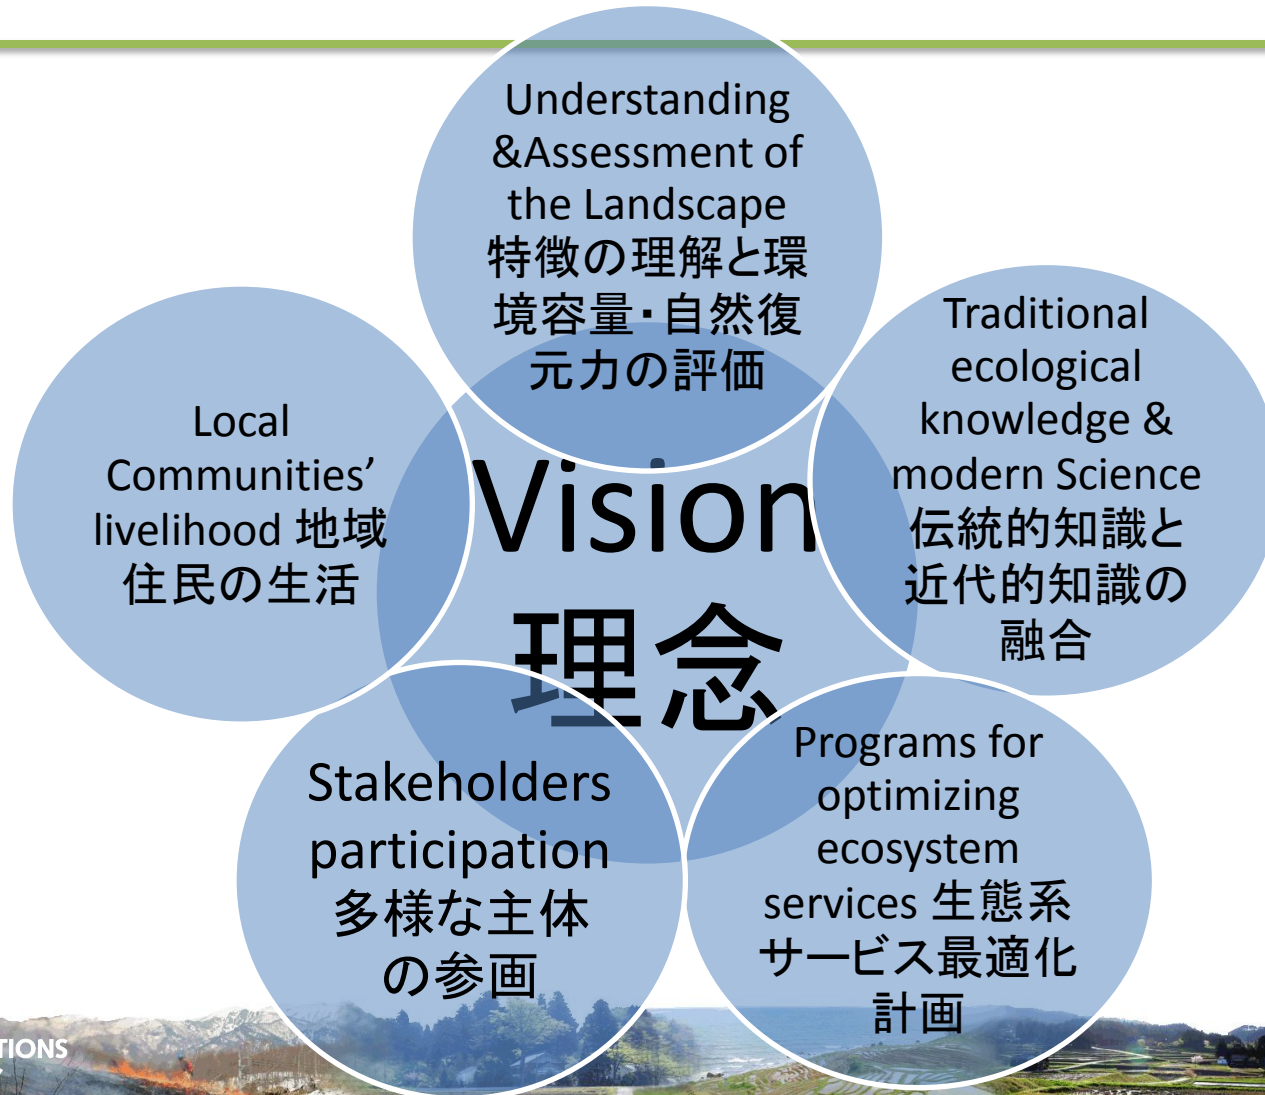 Understanding
&Assessment of
the Landscape
特徴の理解と環
境容量・自然復
元力の評価
Traditional
ecological
knowledge &
modern Science
伝統的知識と
近代的知識の
融合
Local
Communities’
livelihood 地域
住民の生活
Vision
理念
Stakeholders
participation
多様な主体
の参画
Programs for
optimizing
ecosystem
services 生態系
サービス最適化
計画